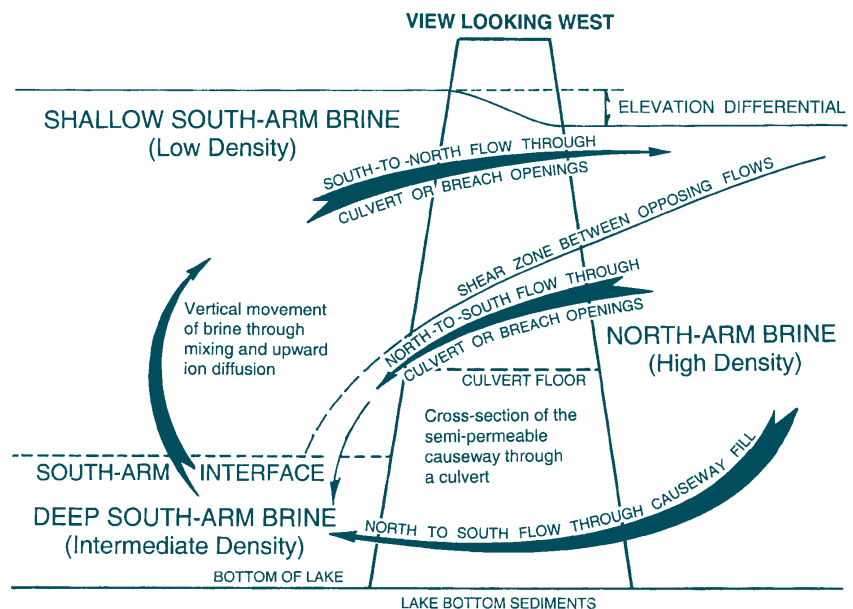 VIEW LOOKING WEST
ELEVATION DIFFERENTIAL
SHALLOW SOUTH-ARM BRINE
(Low Density)
SOUTH-TO-NORTH FLOW THROUGH
CULVERT OR BREACH OPENINGS
SHEAR ZONE BETWEEN OPPOSING FLOWS
Vertical movement
of brine through
mixing and upward
ion diffusion
NORTH-TO-SOUTH FLOW THROUGH
CULVERT OR BREACH OPENINGS
NORTH-ARM BRINE
(High Density)
CULVERT FLOOR
Cross-section of the
semi-permeable
causeway through
a culvert
SOUTH-ARM INTERFACE
DEEP SOUTH-ARM BRINE
(Intermediate Density)
NORTH TO SOUTH FLOW THROUGH CAUSEWAY FILL
BOTTOM OF LAKE
LAKE BOTTOM SEDIMENTS